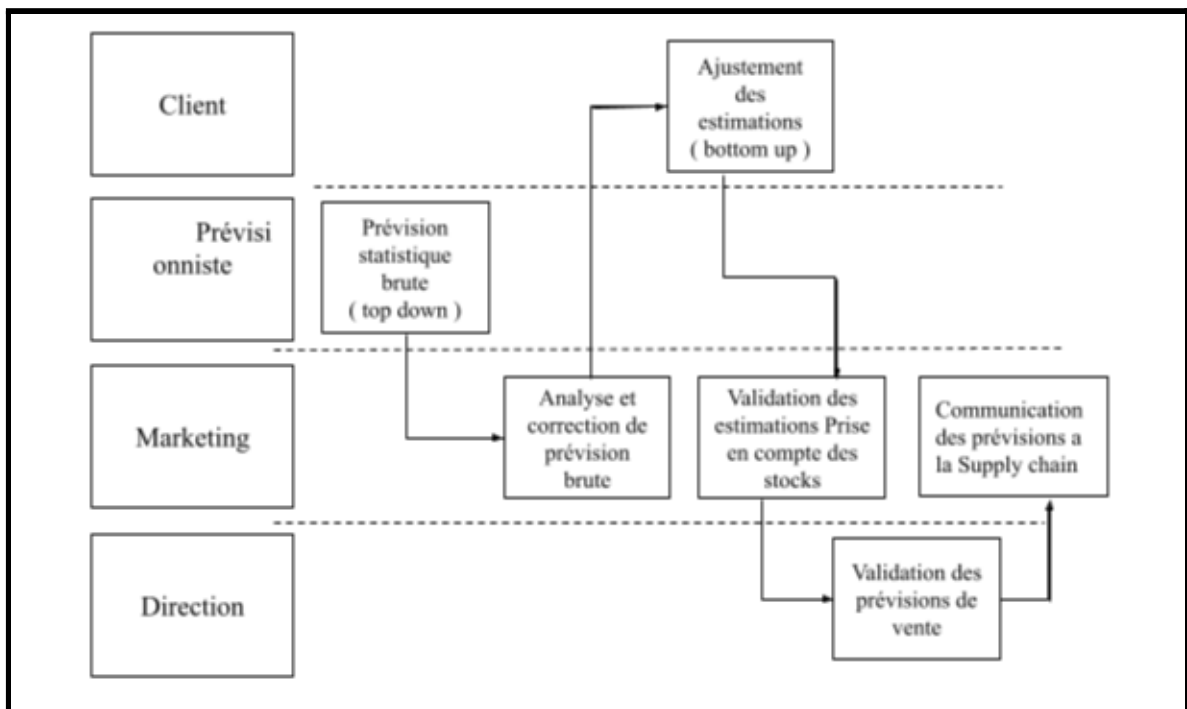 Client
Ajustement
des
estimations
( bottom up )
Prévisi
onniste
Prévision
statistique
brute
( top down )
Marketing
Analyse et
correction de
prévision
brute
Validation des
estimations Prise
en compte des
stocks
Communication
des prévisions a
la Supply chain
Direction
Validation des
prévisions de
vente